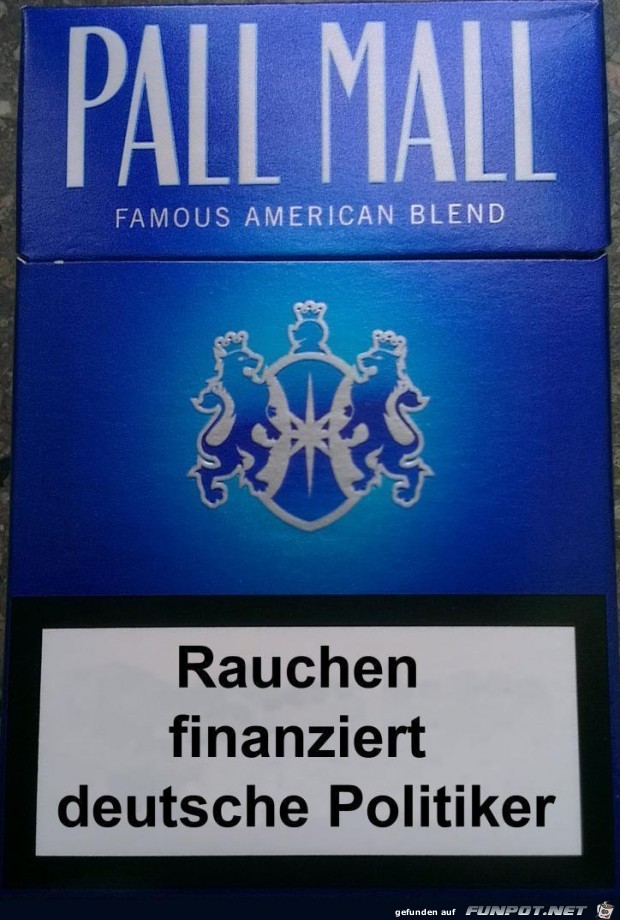 PALL MALL
FAMOUS AMERICAN BLEND
Rauchen
finanziert
deutsche Politiker
gefunden auf FUNPOT.NET